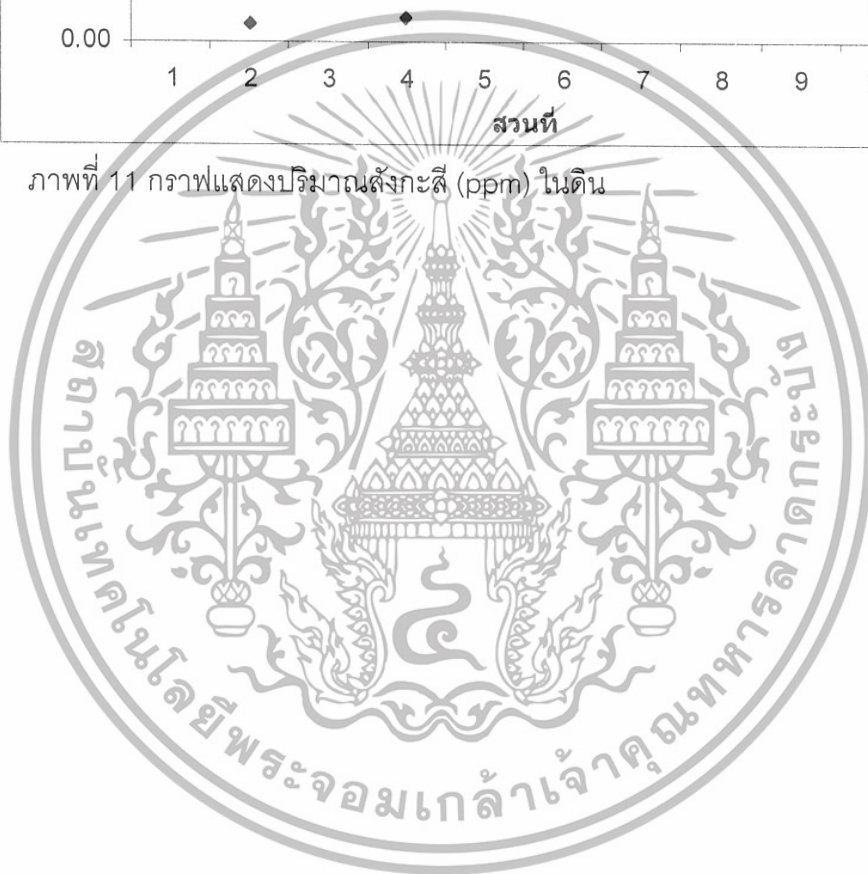 0.00
1 2 3 4 5 6 7 8 9
สวนที่
ภาพที่ 11 กราฟแสดงปริมาณสังกะสี (ppm) ในดิน
สถาบันเทคโนโลยีพระจอมเกล้าเจ้าคุณทหารลาดกระบัง